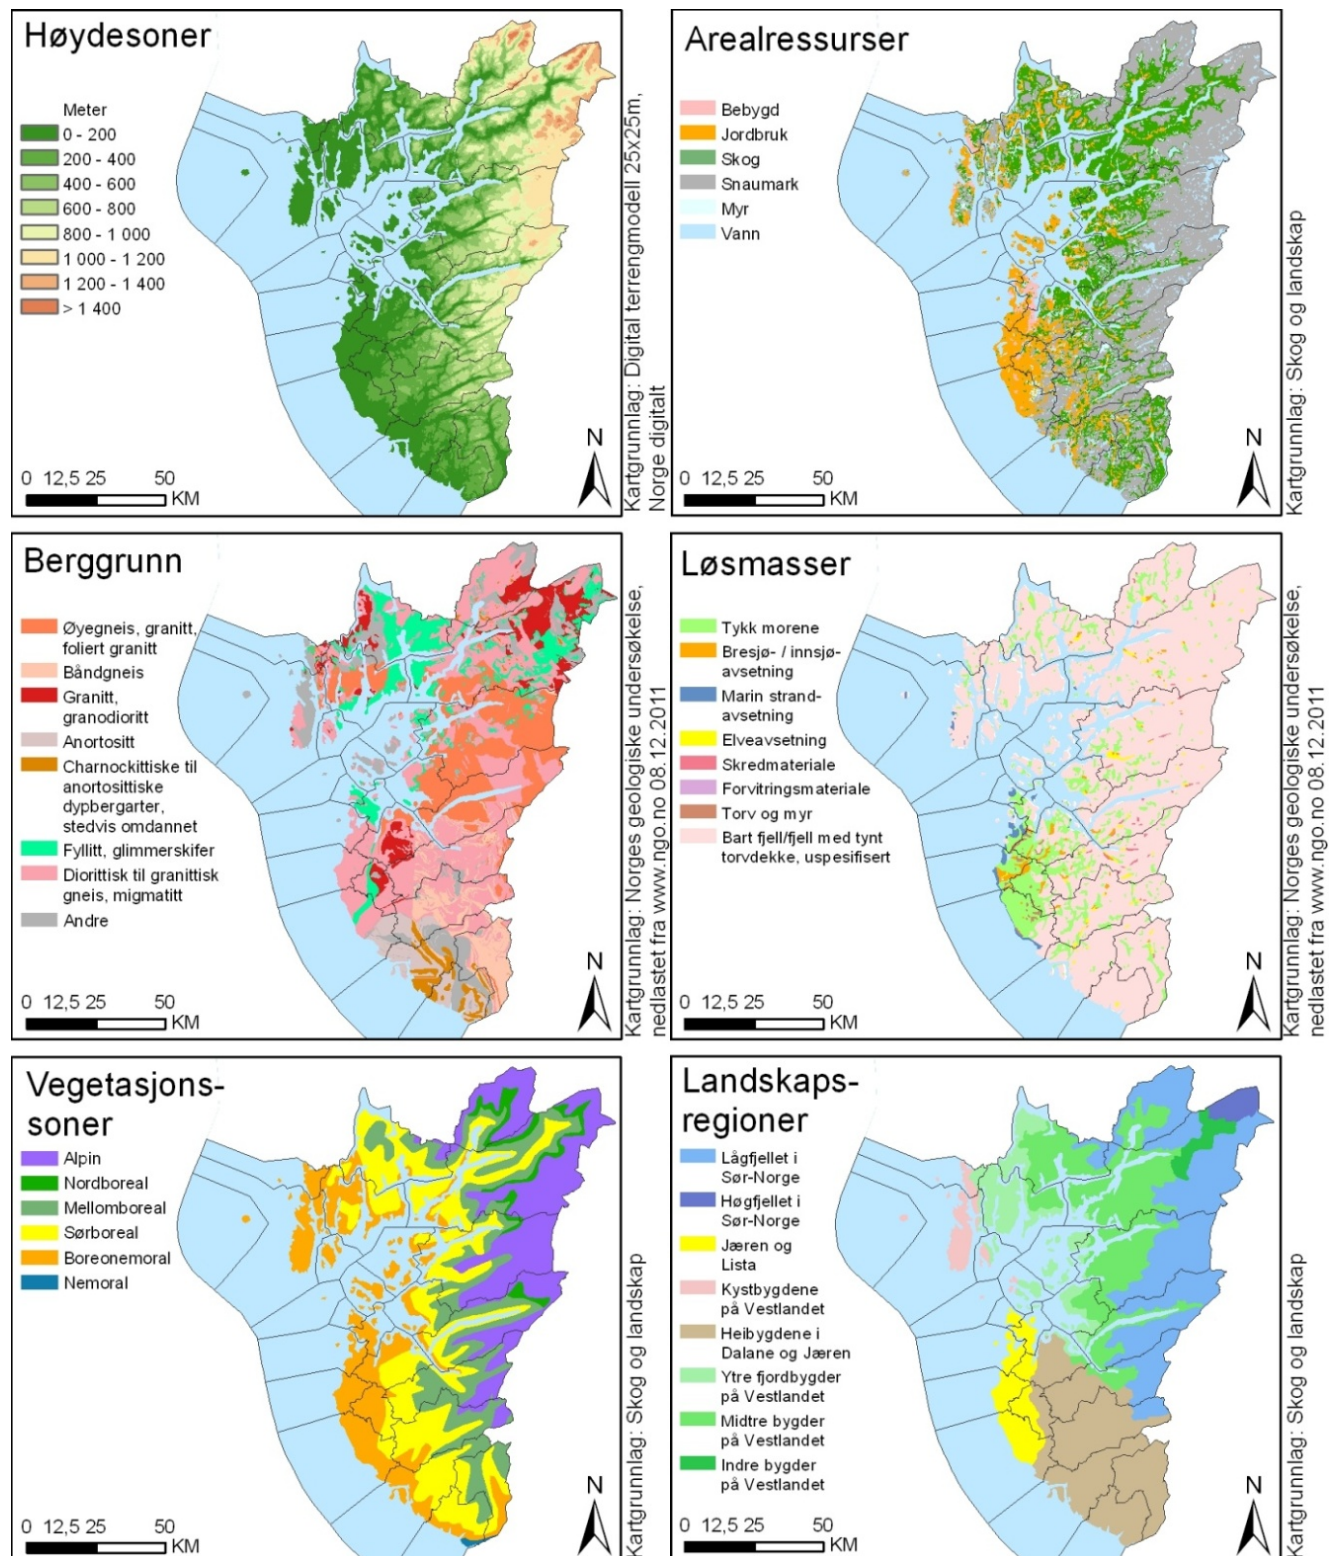 Høydesoner
Meter
0 - 200
200 - 400
400 - 600
600 - 800
800 - 1 000
1 000 - 1 200
1 200 - 1 400
> 1 400
0 12,5 25 50
KM
N
Kartgrunnlag: Digital terrengmodell 25x25m,
Norge digitalt
Arealressurser
Bebygd
Jordbruk
Skog
Snaumark
Myr
Vann
0 12,5 25 50
KM
N
Kartgrunnlag: Skog og landskap
Berggrunn
Øyegneis, granitt,
foliert granitt
Båndgneis
Granitt,
granodioritt
Anortositt
Charnockittiske til
anortosittiske
dypbergarter,
stedvis omdannet
Fyllitt, glimmerskifer
Diorittisk til granittisk
gneis, migmatitt
Andre
0 12,5 25 50
KM
N
Kartgrunnlag: Norges geologiske undersøkelse,
nedlastet fra www.ngo.no 08.12.2011
Løsmasser
Tykk morene
Bresjø- / innsjø-
avsetning
Marin strand-
avsetning
Elveavsetning
Skredmateriale
Forvitringsmateriale
Torv og myr
Bart fjell/fjell med tynt
torvdekke, uspesifisert
0 12,5 25 50
KM
N
Kartgrunnlag: Norges geologiske undersøkelse,
nedlastet fra www.ngo.no 08.12.2011
Vegetasjons-
soner
Alpin
Nordboreal
Mellomboreal
Sørboreal
Boreonemoral
Nemoral
0 12,5 25 50
KM
N
Kartgrunnlag: Skog og landskap
Landskaps-
regioner
Lågfjellet i
Sør-Norge
Høgfjellet i
Sør-Norge
Jæren og
Lista
Kystbygdene
på Vestlandet
Heibygdene i
Dalane og Jæren
Ytre fjordbygder
på Vestlandet
Midtre bygder
på Vestlandet
Indre bygder
på Vestlandet
0 12,5 25 50
KM
N
Kartgrunnlag: Skog og landskap